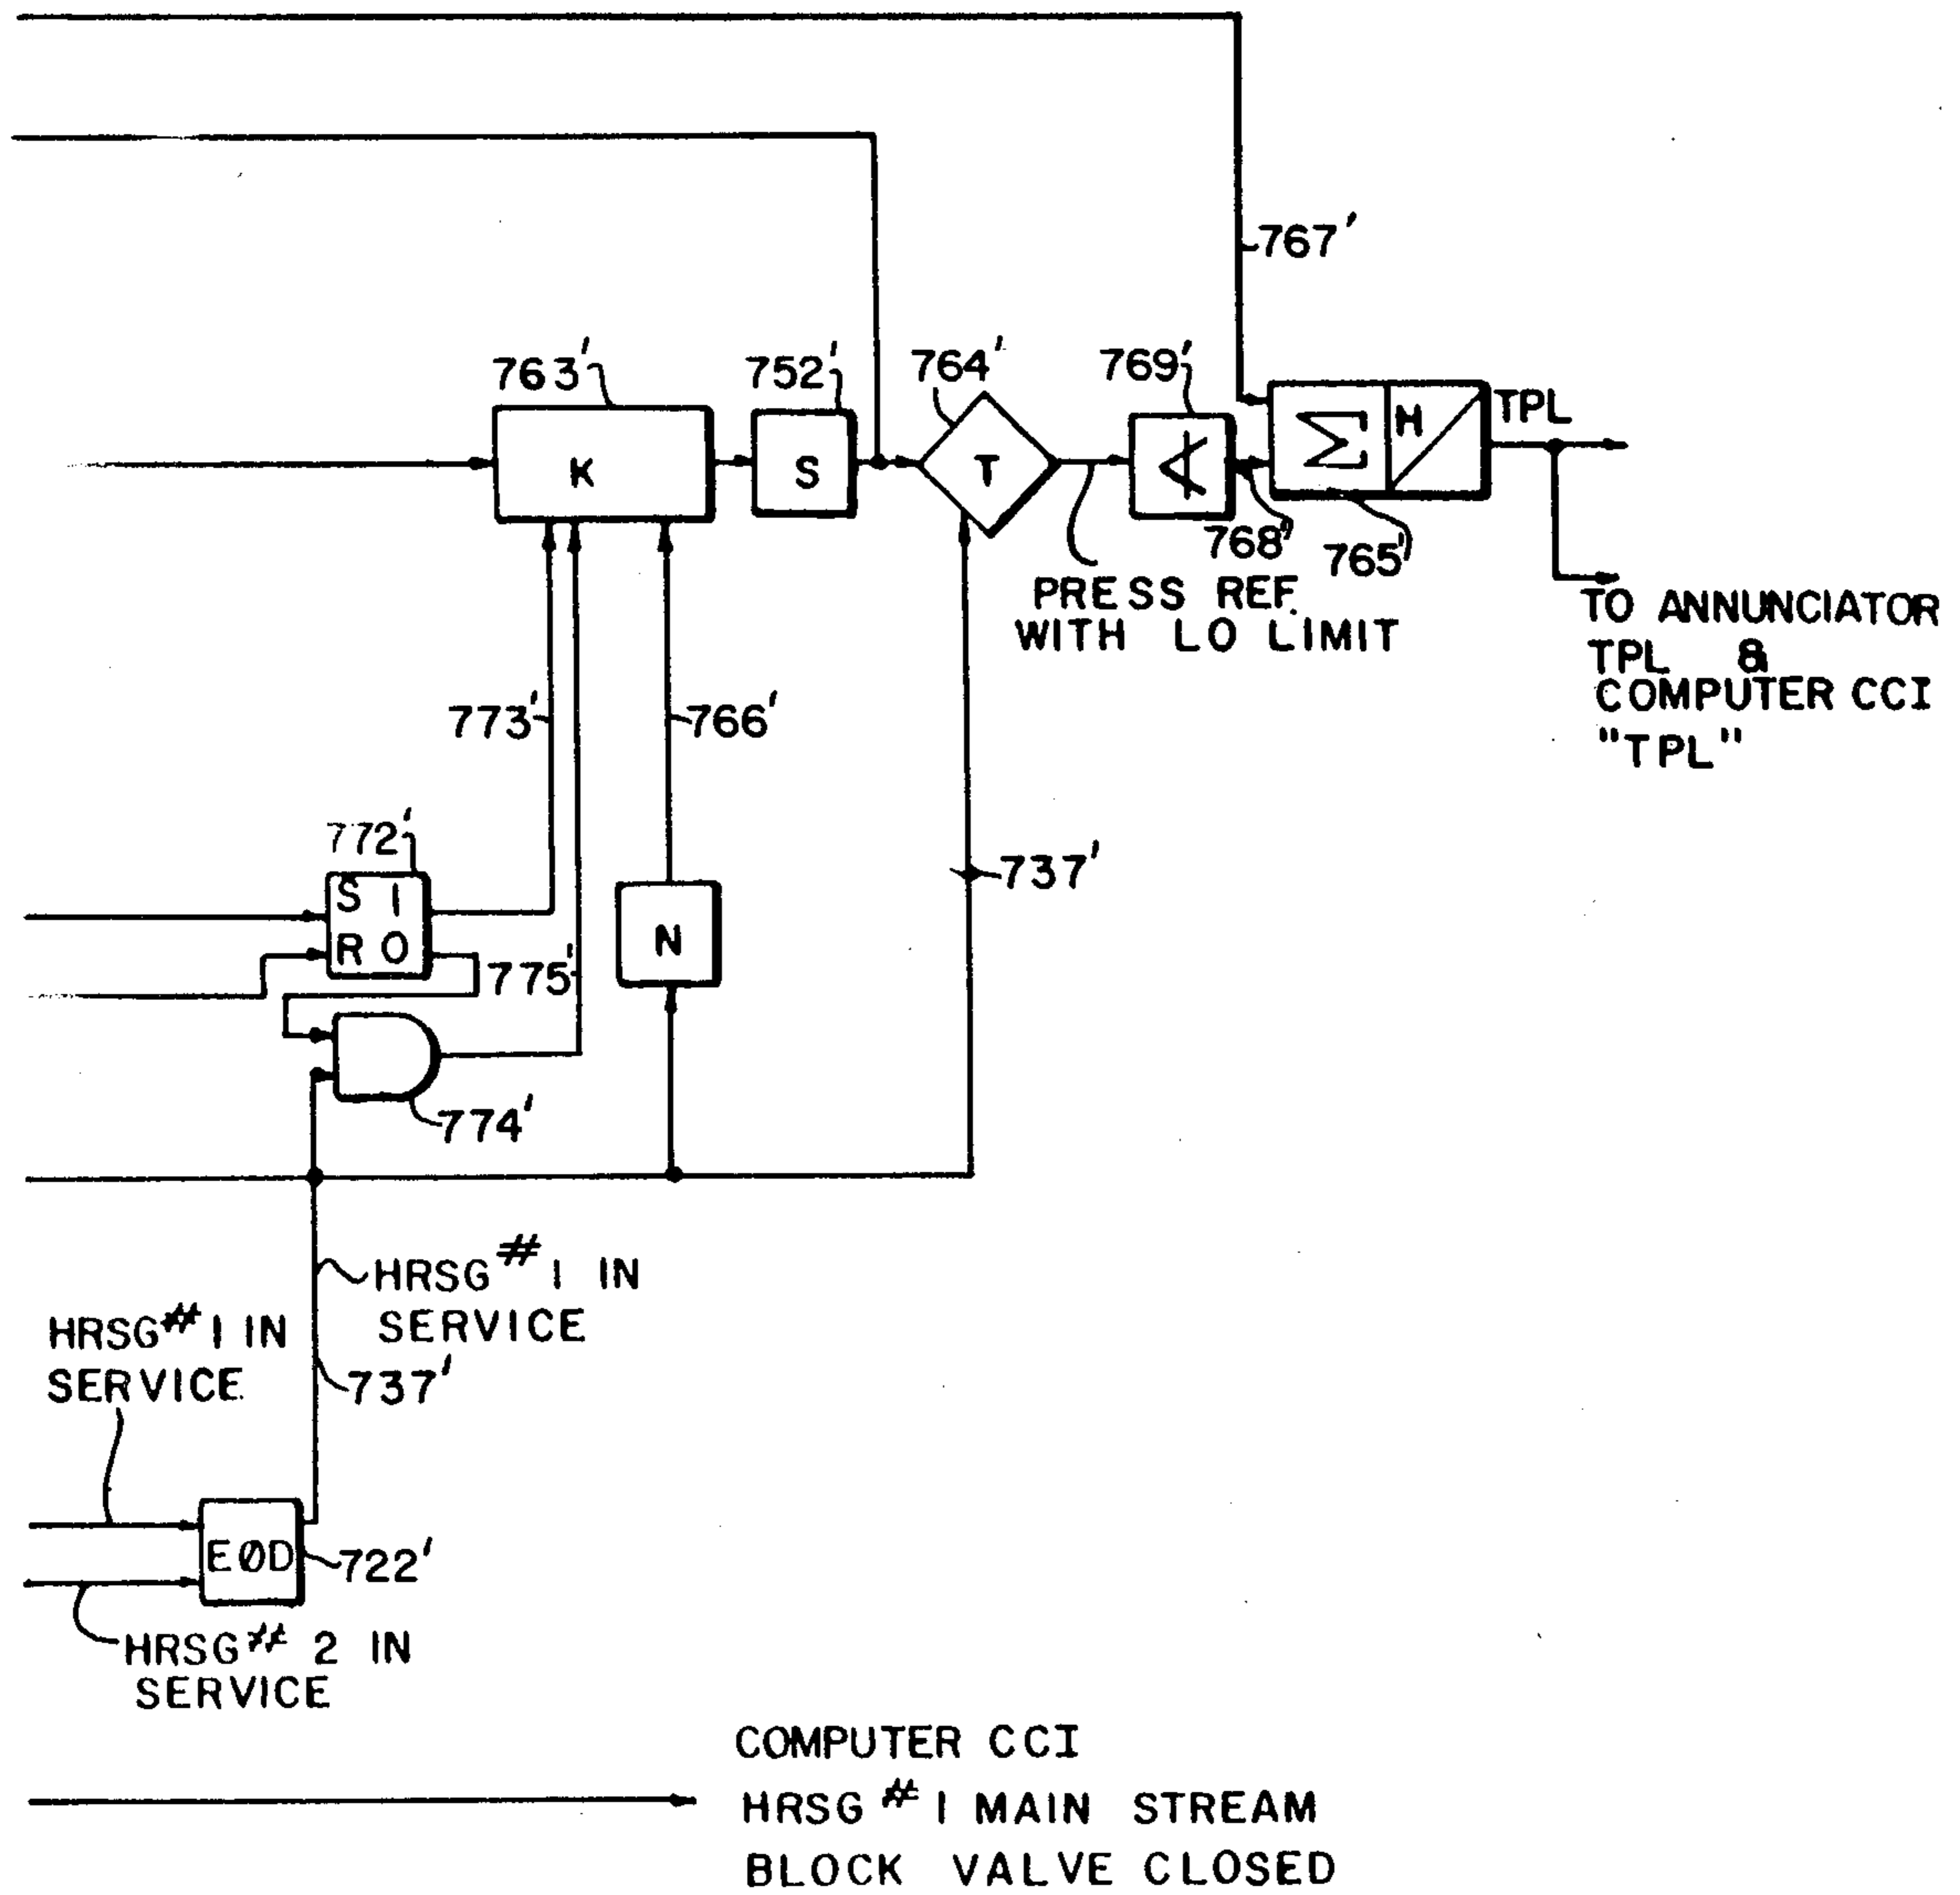 767'
763'
752'
764'
769'
TPL
K
S
T
∢
Σ
H
768'
765'
PRESS REF.
WITH LO LIMIT
TO ANNUNCIATOR
TPL &
COMPUTER CCI
"TPL"
773'
766'
772'
S 1
R 0
737'
N
775'
774'
HRSG # 1 IN
SERVICE
HRSG # 1 IN
SERVICE
737'
EØD
722'
HRSG # 2 IN
SERVICE
COMPUTER CCI
HRSG # 1 MAIN STREAM
BLOCK VALVE CLOSED